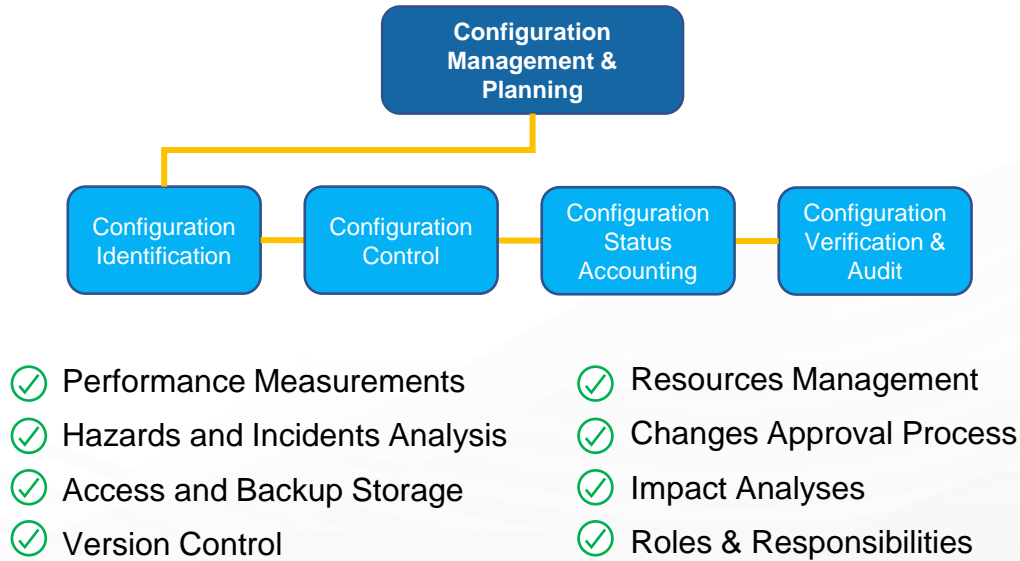 Configuration
Management &
Planning
Configuration
Identification
Configuration
Control
Configuration
Status
Accounting
Configuration
Verification &
Audit
Performance Measurements
Hazards and Incidents Analysis
Access and Backup Storage
Version Control
Resources Management
Changes Approval Process
Impact Analyses
Roles & Responsibilities